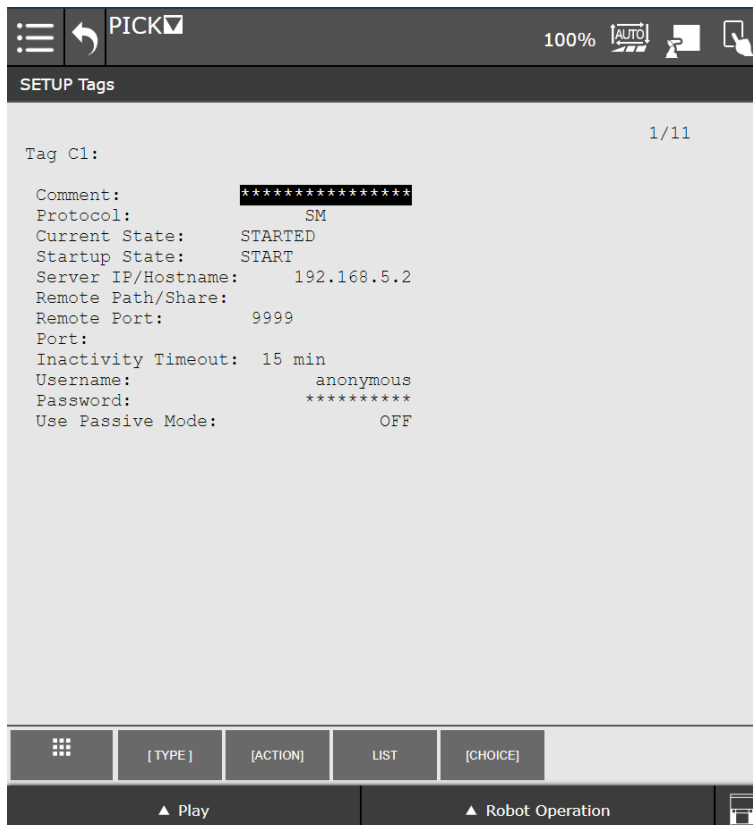 PICK
100% AUTO
SETUP Tags
1/11
Tag C1:
Comment: ****************
Protocol: SM
Current State: STARTED
Startup State: START
Server IP/Hostname: 192.168.5.2
Remote Path/Share:
Remote Port: 9999
Port:
Inactivity Timeout: 15 min
Username: anonymous
Password: **********
Use Passive Mode: OFF
[ TYPE ] [ACTION] LIST [CHOICE]
▲ Play ▲ Robot Operation